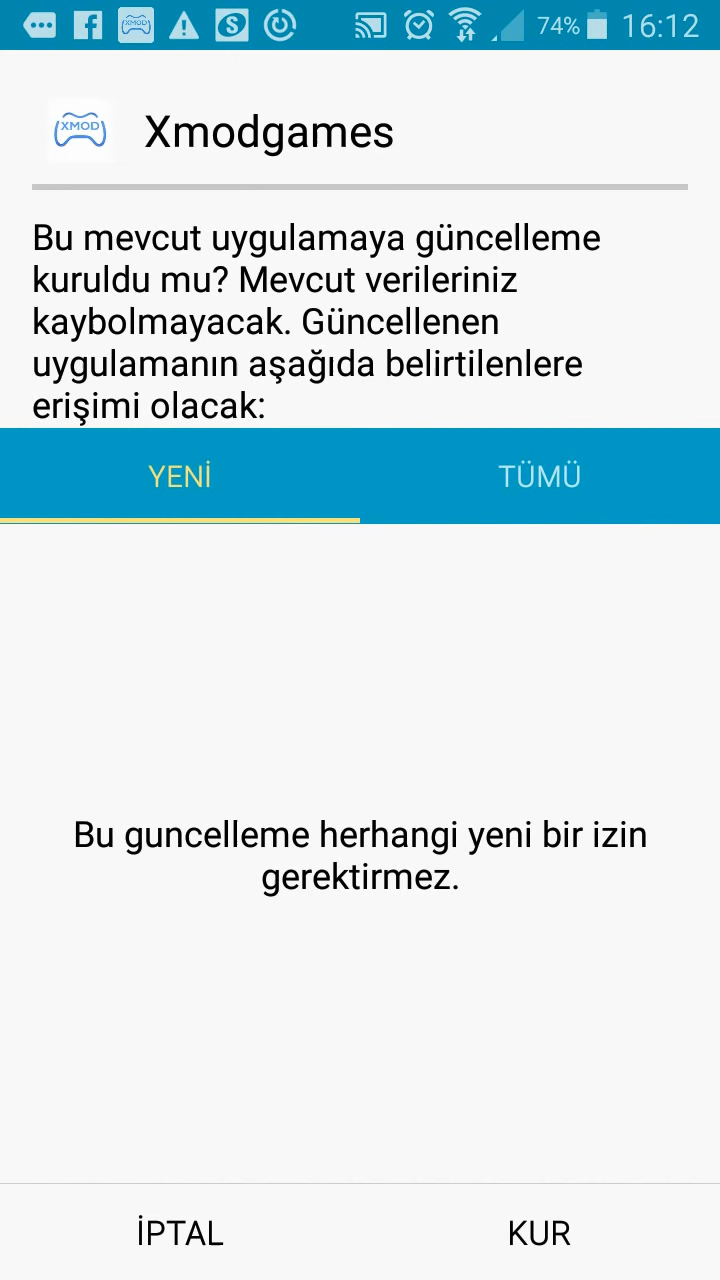 XMOD
74% 16:12
XMOD
Xmodgames
Bu mevcut uygulamaya güncelleme
kuruldu mu? Mevcut verileriniz
kaybolmayacak. Güncellenen
uygulamanın aşağıda belirtilenlere
erişimi olacak:
YENİ
TÜMÜ
Bu guncelleme herhangi yeni bir izin
gerektirmez.
İPTAL
KUR